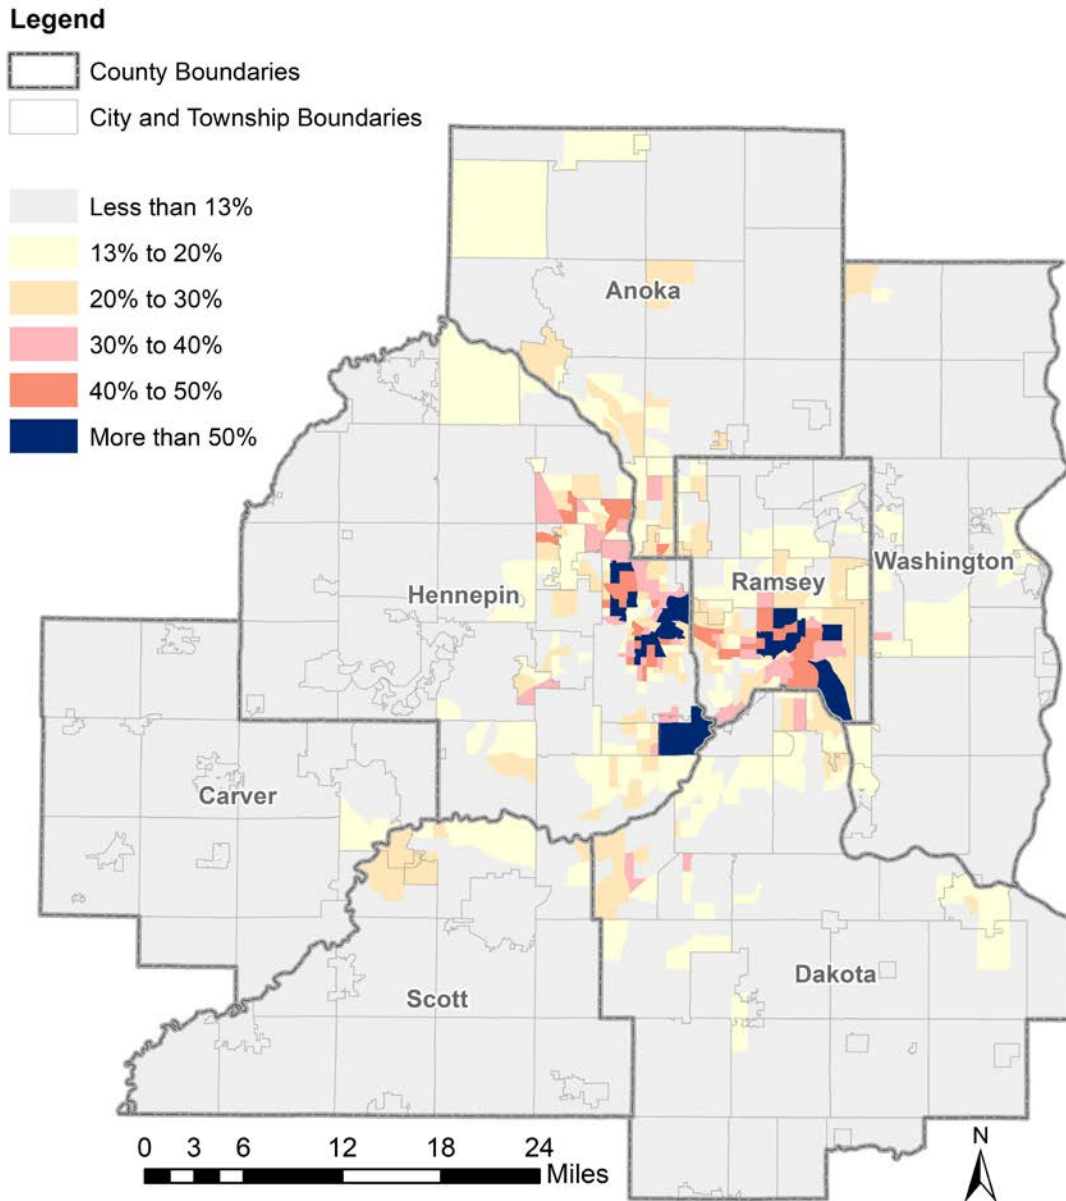 Legend
County Boundaries
City and Township Boundaries
Less than 13%
13% to 20%
20% to 30%
30% to 40%
40% to 50%
More than 50%
Anoka
Washington
Ramsey
Hennepin
Carver
Dakota
Scott
N
0 3 6 12 18 24
Miles